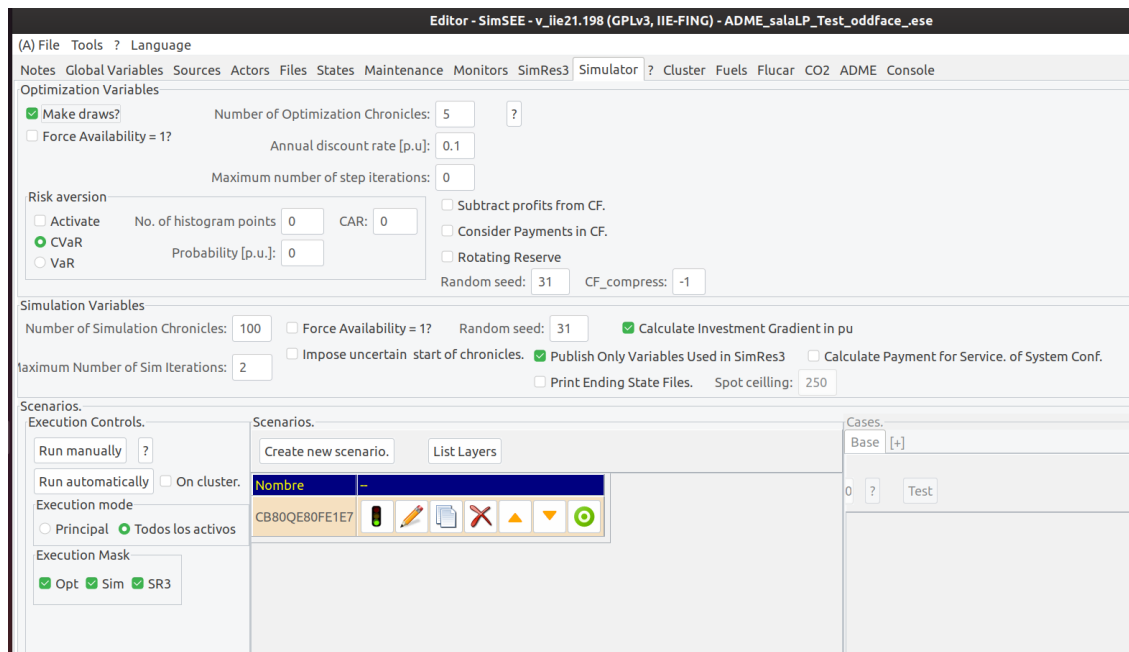 Editor - SimSEE - v_iie21.198 (GPLv3, IIE-FING) - ADME_salaLP_Test_oddface_.ese
(A) File Tools ? Language
Notes Global Variables Sources Actors Files States Maintenance Monitors SimRes3 Simulator ? Cluster Fuels Flucar CO2 ADME Console
Optimization Variables
Make draws? Number of Optimization Chronicles: 5 ?
Force Availability = 1?
Annual discount rate [p.u]: 0.1
Maximum number of step iterations: 0
Risk aversion
Activate No. of histogram points 0 CAR: 0
CVaR
Probability [p.u.]: 0
VaR
Subtract profits from CF.
Consider Payments in CF.
Rotating Reserve
Random seed: 31 CF_compress: -1
Simulation Variables
Number of Simulation Chronicles: 100 Force Availability = 1? Random seed: 31 Calculate Investment Gradient in pu
Impose uncertain start of chronicles. Publish Only Variables Used in SimRes3 Calculate Payment for Service. of System Conf.
aximum Number of Sim Iterations: 2
Print Ending State Files. Spot ceilling: 250
Scenarios.
Execution Controls.
Run manually ?
Run automatically On cluster.
Execution mode
Principal Todos los activos
Execution Mask
Opt Sim SR3
Scenarios.
Create new scenario. List Layers
Nombre --
CB80QE80FE1E7
Cases.
Base [+]
0 ? Test